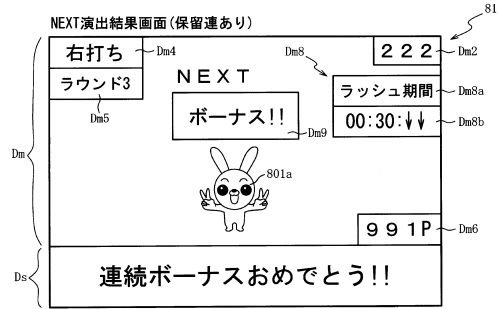 NEXT演出結果画面(保留連あり)
81
右打ち
Dm4
222
Dm2
ラウンド3
Dm5
NEXT
Dm8
ラッシュ期間
Dm8a
00:30:↓↓
Dm8b
ボーナス!!
Dm9
Dm
801a
991P
Dm6
Ds
連続ボーナスおめでとう!!